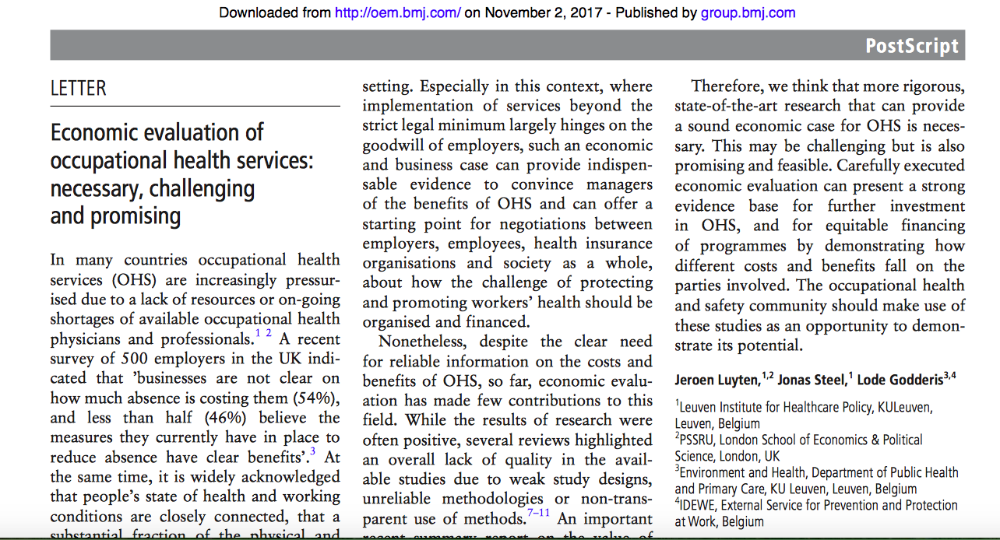 Downloaded from http://oem.bmj.com/ on November 2, 2017 - Published by group.bmj.com
PostScript
LETTER
Economic evaluation of
occupational health services:
necessary, challenging
and promising
In many countries occupational health
services (OHS) are increasingly pressur-
ised due to a lack of resources or on-going
shortages of available occupational health
physicians and professionals.1 2 A recent
survey of 500 employers in the UK indi-
cated that ’businesses are not clear on
how much absence is costing them (54%),
and less than half (46%) believe the
measures they currently have in place to
reduce absence have clear benefits’.3 At
the same time, it is widely acknowledged
that people’s state of health and working
conditions are closely connected, that a
substantial fraction of the physical and
setting. Especially in this context, where
implementation of services beyond the
strict legal minimum largely hinges on the
goodwill of employers, such an economic
and business case can provide indispen-
sable evidence to convince managers
of the benefits of OHS and can offer a
starting point for negotiations between
employers, employees, health insurance
organisations and society as a whole,
about how the challenge of protecting
and promoting workers’ health should be
organised and financed.
Nonetheless, despite the clear need
for reliable information on the costs and
benefits of OHS, so far, economic evalu-
ation has made few contributions to this
field. While the results of research were
often positive, several reviews highlighted
an overall lack of quality in the avail-
able studies due to weak study designs,
unreliable methodologies or non-trans-
parent use of methods.7–11 An important
recent summary report on the value of
Therefore, we think that more rigorous,
state-of-the-art research that can provide
a sound economic case for OHS is neces-
sary. This may be challenging but is also
promising and feasible. Carefully executed
economic evaluation can present a strong
evidence base for further investment
in OHS, and for equitable financing
of programmes by demonstrating how
different costs and benefits fall on the
parties involved. The occupational health
and safety community should make use of
these studies as an opportunity to demon-
strate its potential.
Jeroen Luyten,1,2 Jonas Steel,1 Lode Godderis3,4
1Leuven Institute for Healthcare Policy, KULeuven,
Leuven, Belgium
2PSSRU, London School of Economics & Political
Science, London, UK
3Environment and Health, Department of Public Health
and Primary Care, KU Leuven, Leuven, Belgium
4IDEWE, External Service for Prevention and Protection
at Work, Belgium